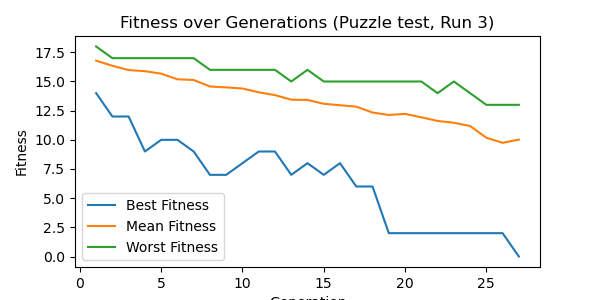 Fitness over Generations (Puzzle test, Run 3)
Fitness
17.5
15.0
12.5
10.0
7.5
5.0
2.5
0.0
Best Fitness
Mean Fitness
Worst Fitness
0 5 10 15 20 25
Generation